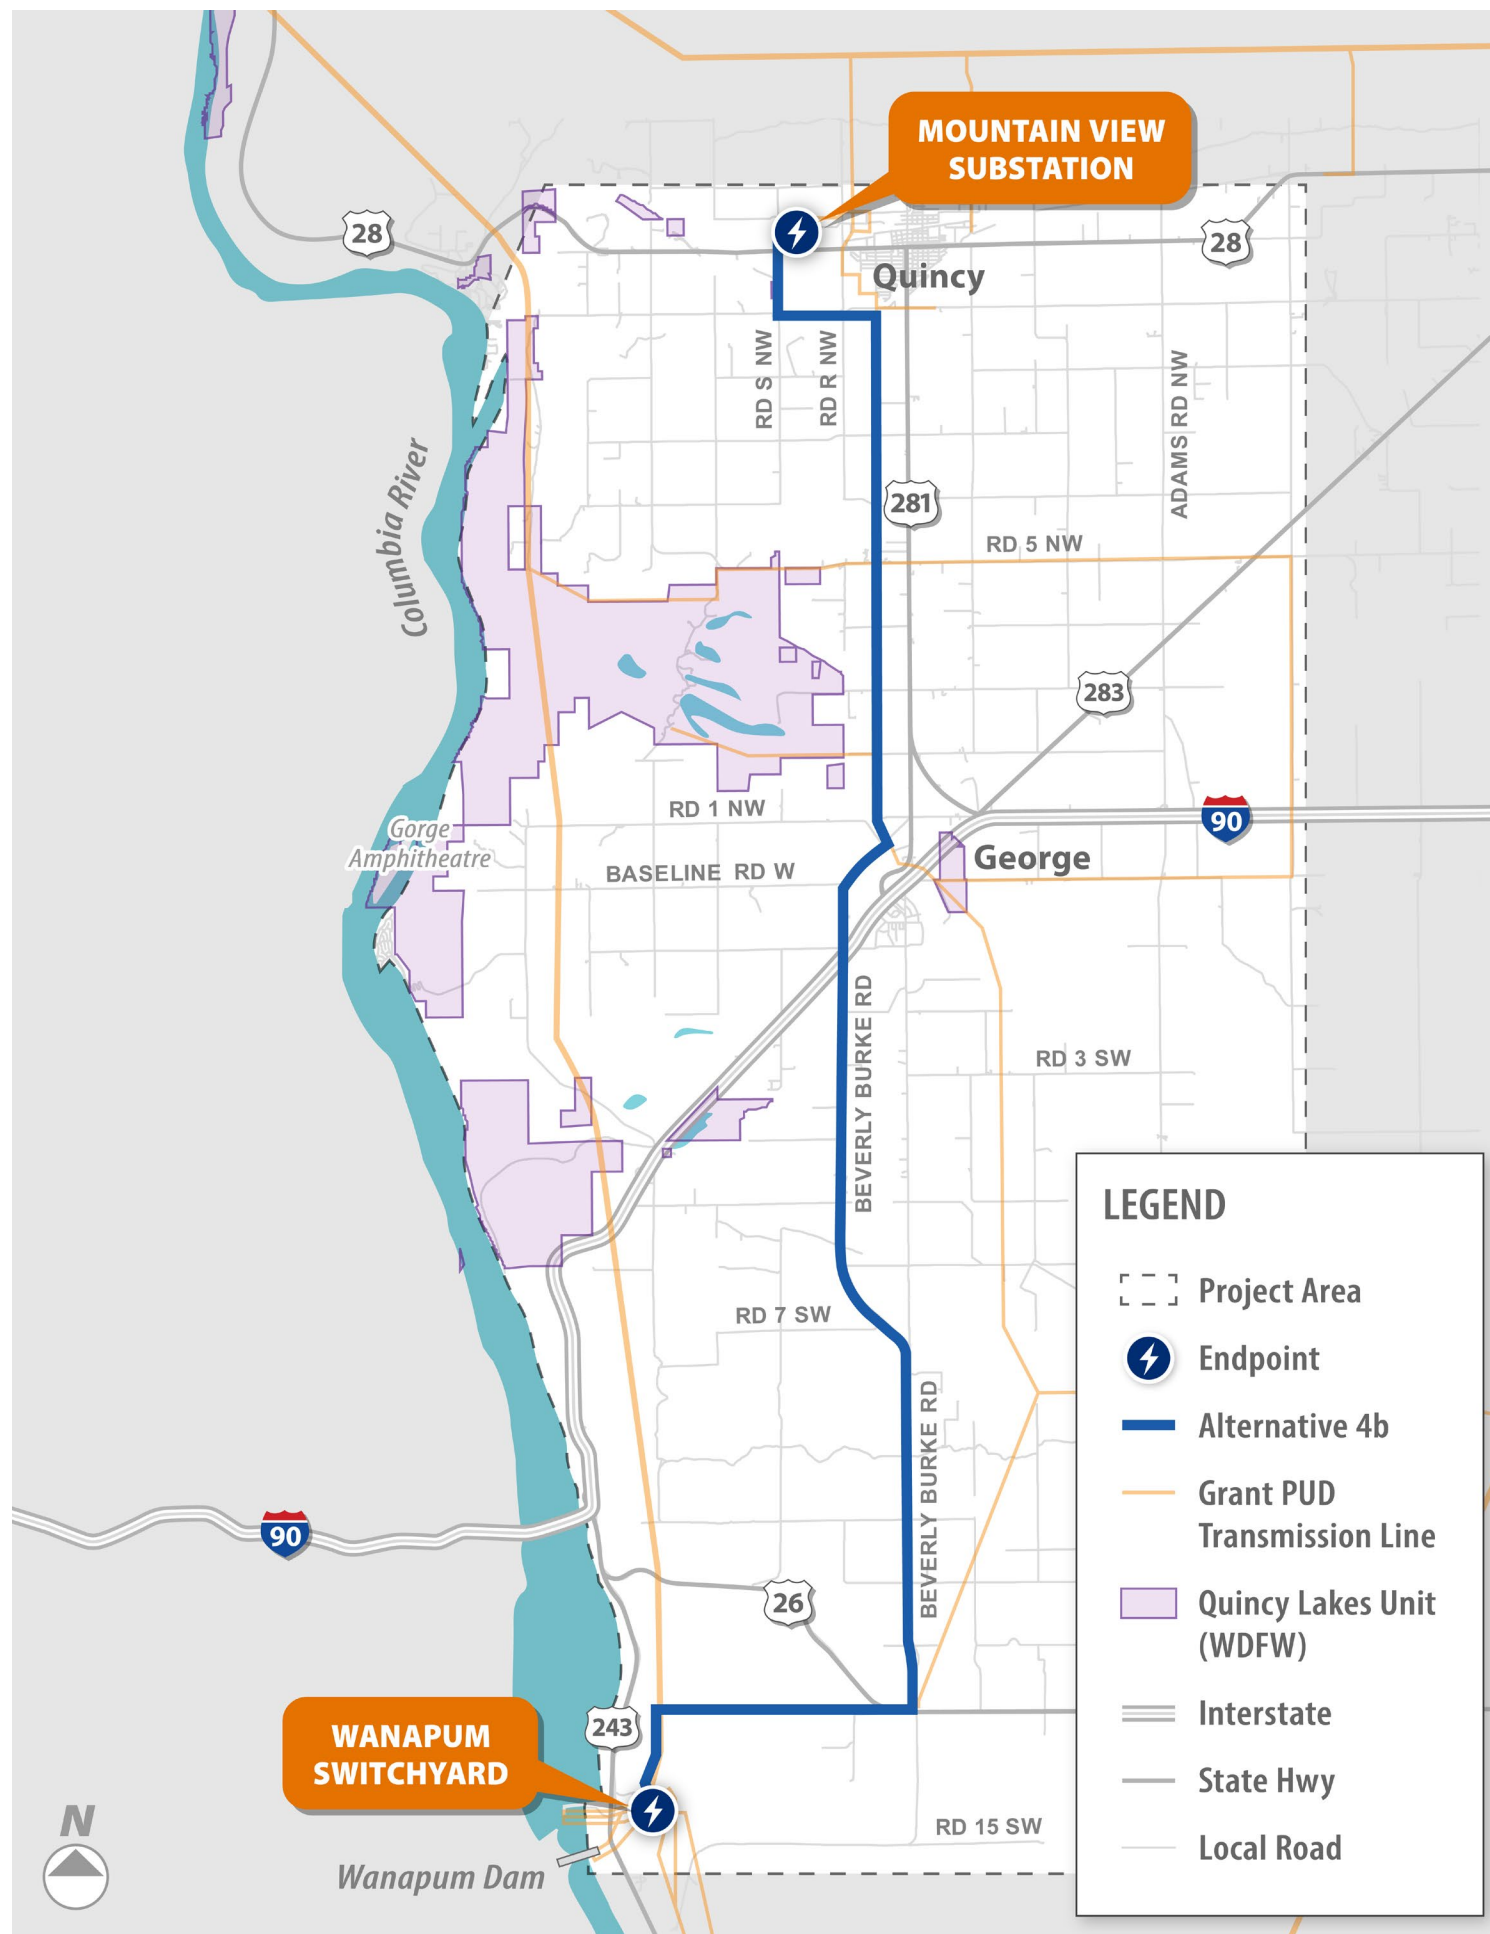 MOUNTAIN VIEW
SUBSTATION
28
28
Quincy
RD S NW
RD R NW
ADAMS RD NW
Columbia River
281
RD 5 NW
283
RD 1 NW
90
Gorge
Amphitheatre
George
BASELINE RD W
BEVERLY BURKE RD
RD 3 SW
RD 7 SW
BEVERLY BURKE RD
90
26
243
WANAPUM
SWITCHYARD
RD 15 SW
Wanapum Dam
N
LEGEND
Project Area
Endpoint
Alternative 4b
Grant PUD
Transmission Line
Quincy Lakes Unit
(WDFW)
Interstate
State Hwy
Local Road